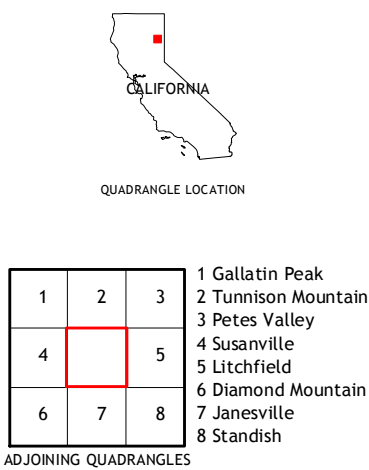 CALIFORNIA
QUADRANGLE LOCATION
1 2 3
4 5
6 7 8
1 Gallatin Peak
2 Tunnison Mountain
3 Petes Valley
4 Susanville
5 Litchfield
6 Diamond Mountain
7 Janesville
8 Standish
ADJOINING QUADRANGLES